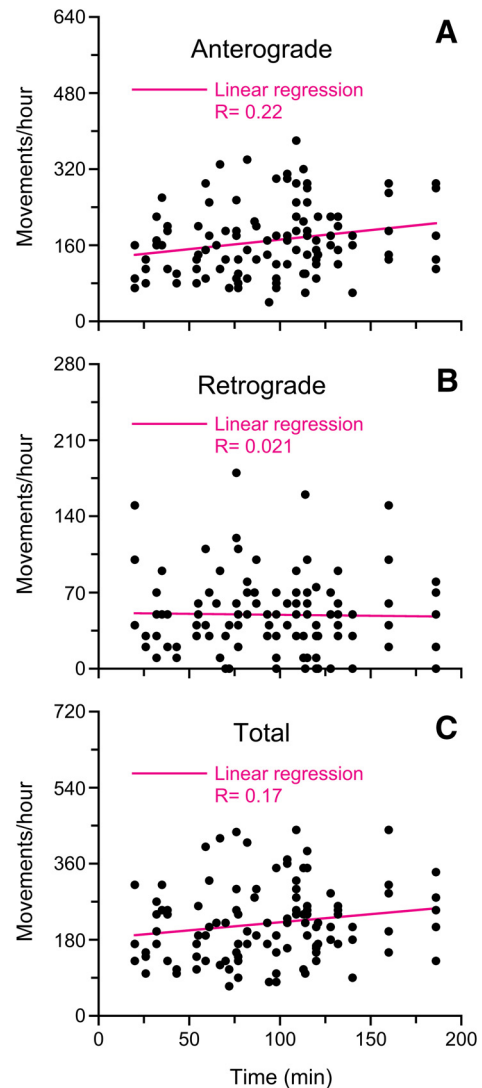 A
Anterograde
Linear regression
R= 0.22
Movements/hour
640
480
320
160
0
B
Retrograde
Linear regression
R= 0.021
Movements/hour
280
210
140
70
0
C
Total
Linear regression
R= 0.17
Movements/hour
720
540
360
180
0
0 50 100 150 200
Time (min)